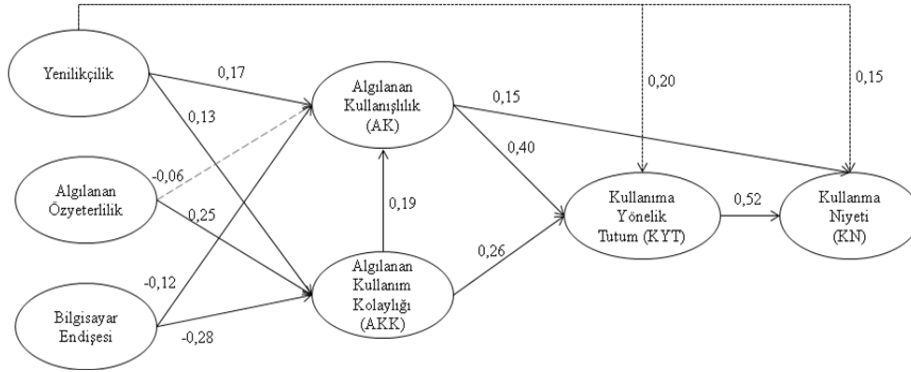 Yenilikçilik
Algılanan
Özyeterlilik
Bilgisayar
Endişesi
0,17
0,13
-0,06
0,25
-0,12
-0,28
Algılanan
Kullanışlılık
(AK)
0,19
Algılanan
Kullanım
Kolaylığı
(AKK)
0,15
0,40
0,26
0,20
Kullanıma
Yönelik
Tutum (KYT)
0,52
0,15
Kullanma
Niyeti
(KN)